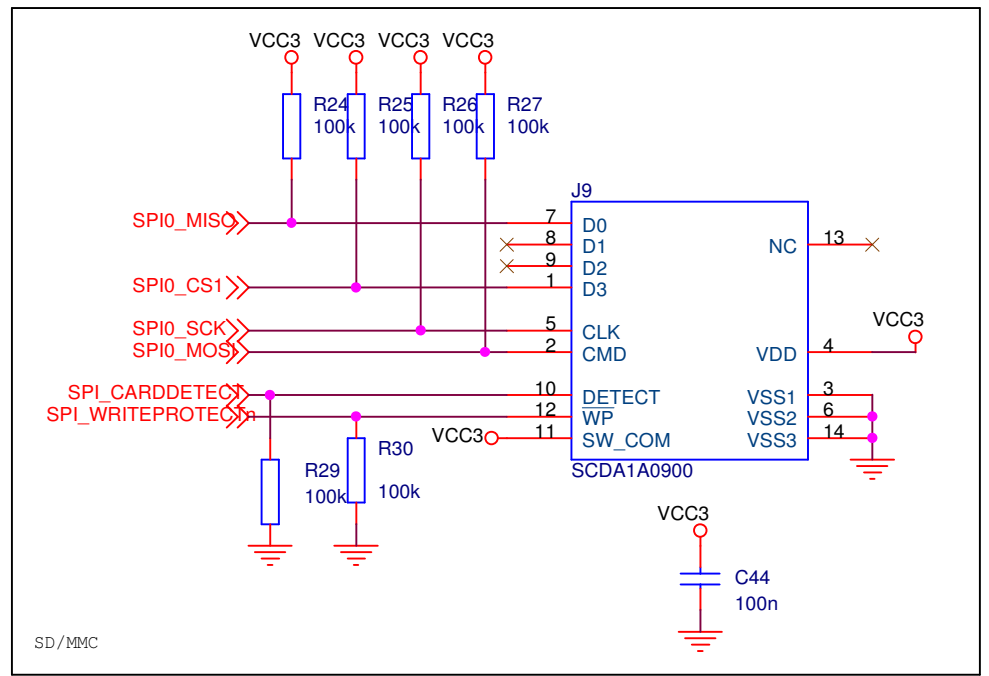 VCC3 VCC3 VCC3 VCC3
R24 R25 R26 R27
100k 100k 100k 100k
J9
SPI0_MISO 7 D0
8 D1 NC 13
9 D2
SPI0_CS1 1 D3
SPI0_SCK 5 CLK VCC3
SPI0_MOSI 2 CMD VDD 4
SPI_CARDDETECT 10 DETECT VSS1 3
SPI_WRITEPROTECTn 12 WP VSS2 6
VCC3 11 SW_COM VSS3 14
R30
R29 SCDA1A0900
100k 100k
VCC3
C44
100n
SD/MMC